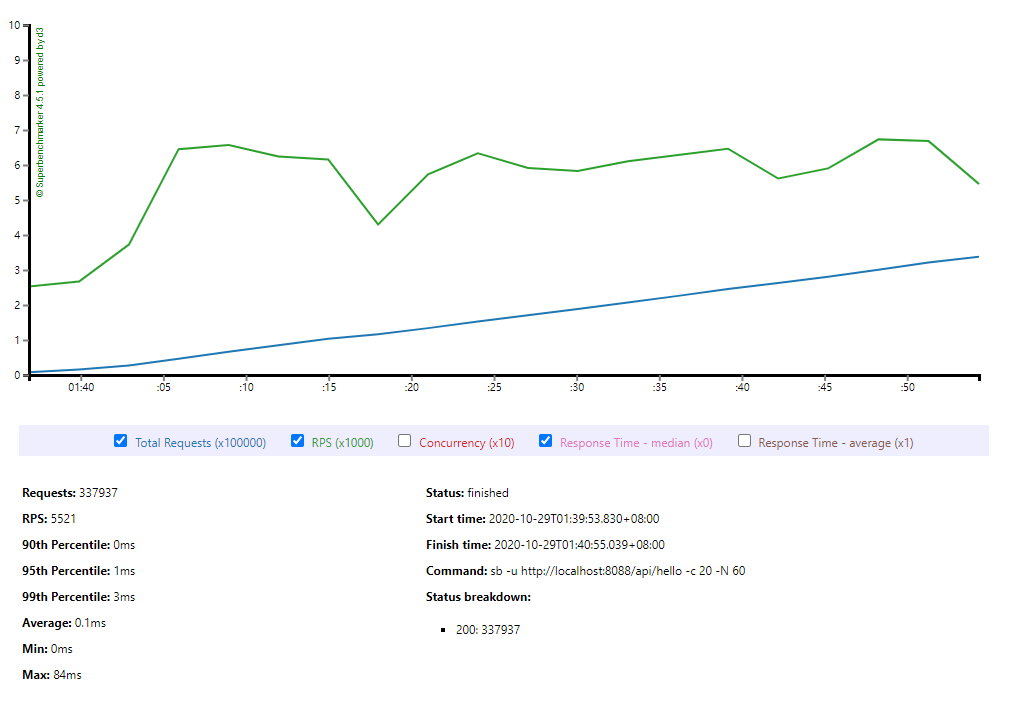 10
9
8
7
6
5
4
3
2
1
0
© Superbenchmarker 4.5.1 powered by d3
01:40 :05 :10 :15 :20 :25 :30 :35 :40 :45 :50
Total Requests (x100000) RPS (x1000) Concurrency (x10) Response Time - median (x0) Response Time - average (x1)
Requests: 337937
RPS: 5521
90th Percentile: 0ms
95th Percentile: 1ms
99th Percentile: 3ms
Average: 0.1ms
Min: 0ms
Max: 84ms
Status: finished
Start time: 2020-10-29T01:39:53.830+08:00
Finish time: 2020-10-29T01:40:55.039+08:00
Command: sb -u http://localhost:8088/api/hello -c 20 -N 60
Status breakdown:
200: 337937